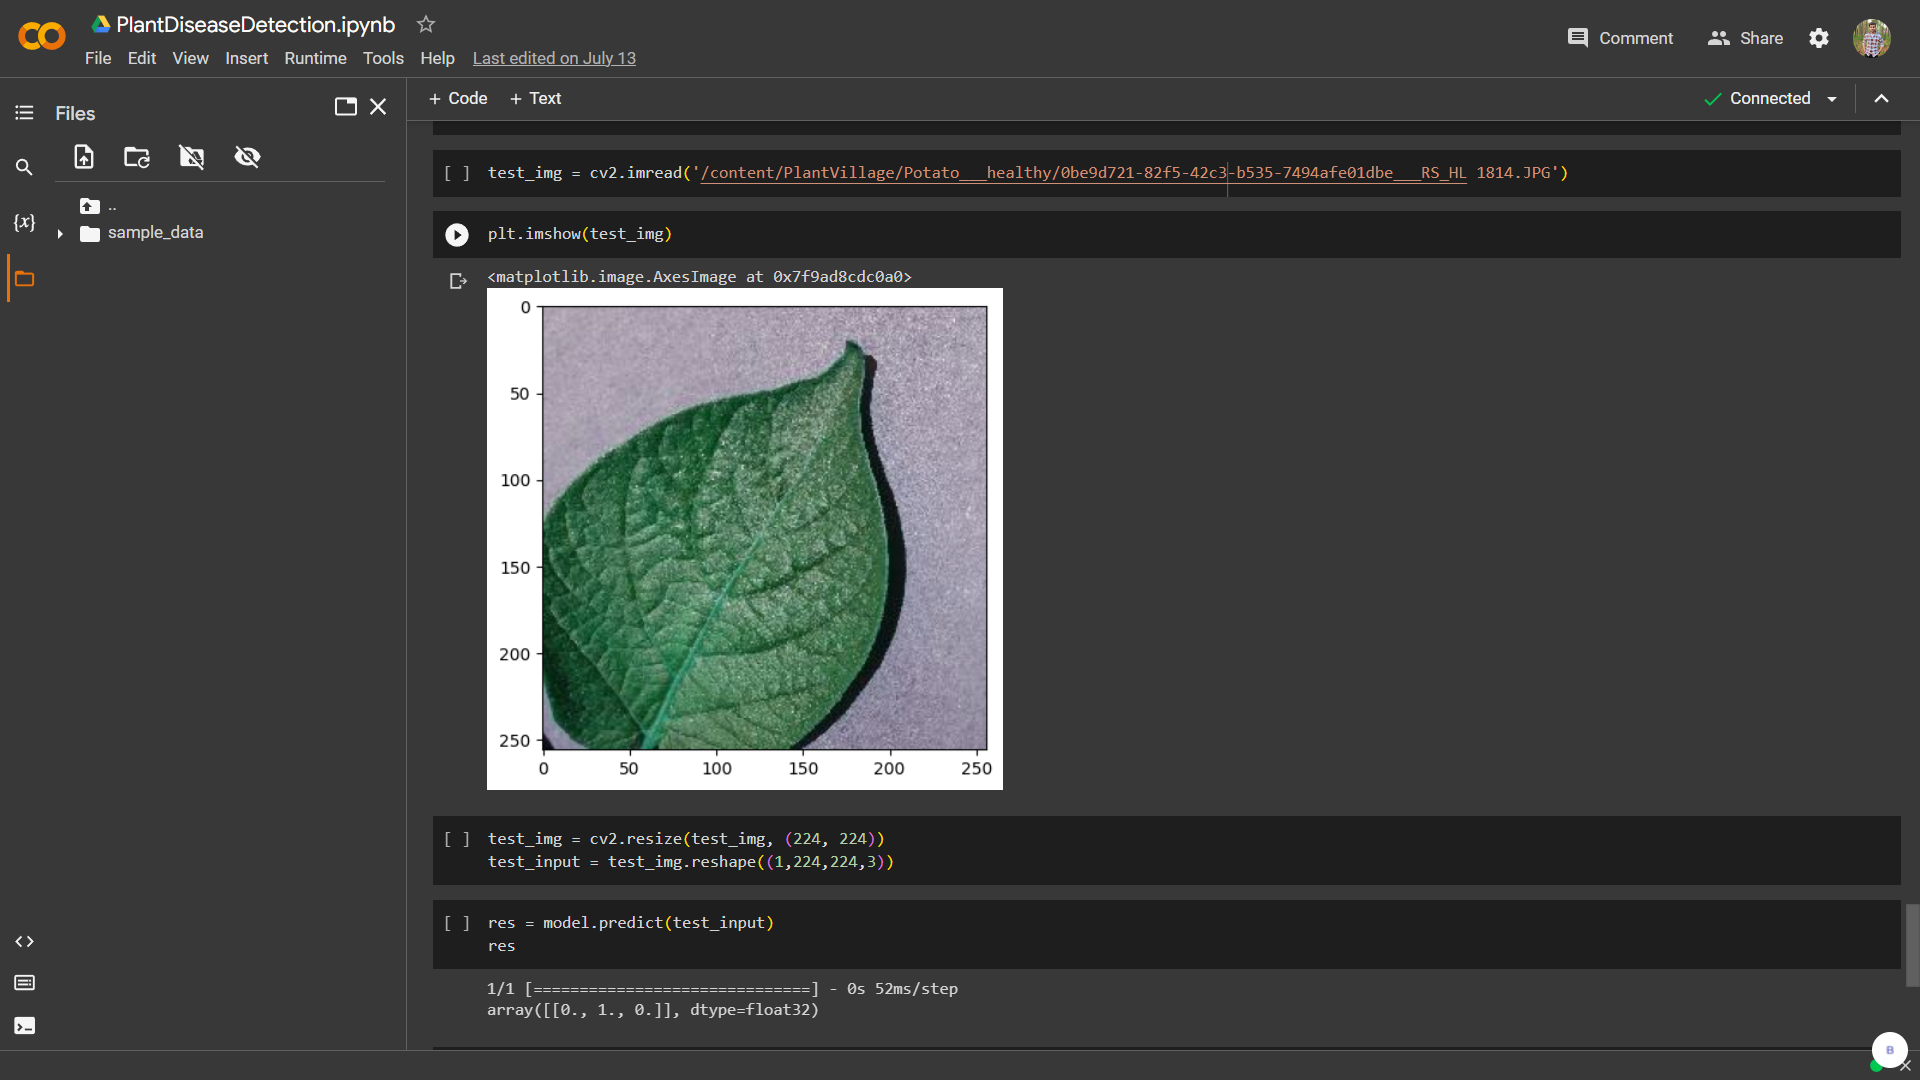 PlantDiseaseDetection.ipynb
File Edit View Insert Runtime Tools Help Last edited on July 13
Comment Share
Files
+ Code + Text
Connected
..
sample_data
{x}
[ ] test_img = cv2.imread('/content/PlantVillage/Potato___healthy/0be9d721-82f5-42c3-b535-7494afe01dbe___RS_HL 1814.JPG')
plt.imshow(test_img)
<matplotlib.image.AxesImage at 0x7f9ad8cdc0a0>
0
50
100
150
200
250
0 50 100 150 200 250
[ ] test_img = cv2.resize(test_img, (224, 224))
test_input = test_img.reshape((1,224,224,3))
[ ] res = model.predict(test_input)
res
1/1 [==============================] - 0s 52ms/step
array([[0., 1., 0.]], dtype=float32)